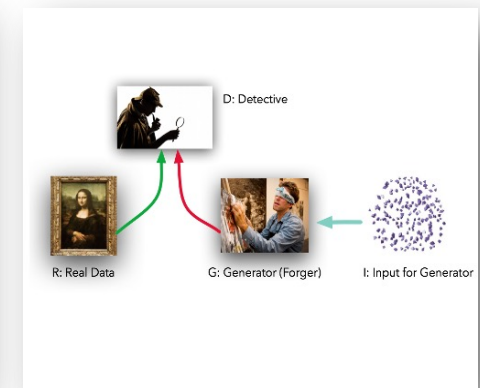 D: Detective
R: Real Data
G: Generator (Forger)
I: Input for Generator